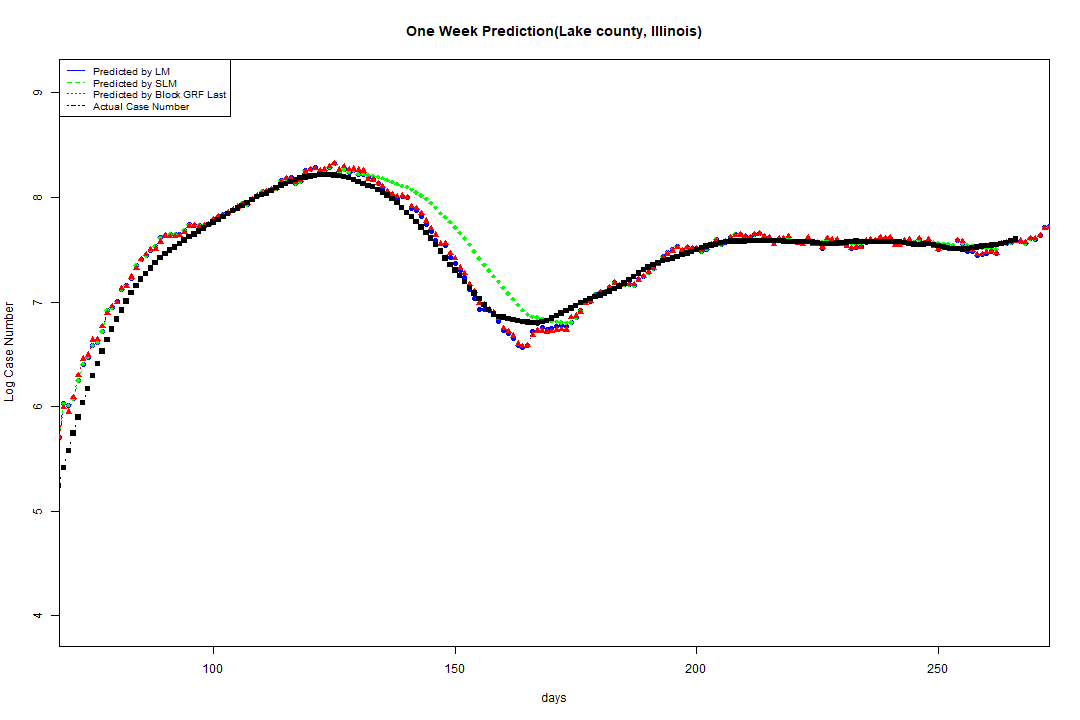 One Week Prediction(Lake county, Illinois)
Predicted by LM
Predicted by SLM
Predicted by Block GRF Last
Actual Case Number
9
8
7
6
5
4
Log Case Number
100 150 200 250
days